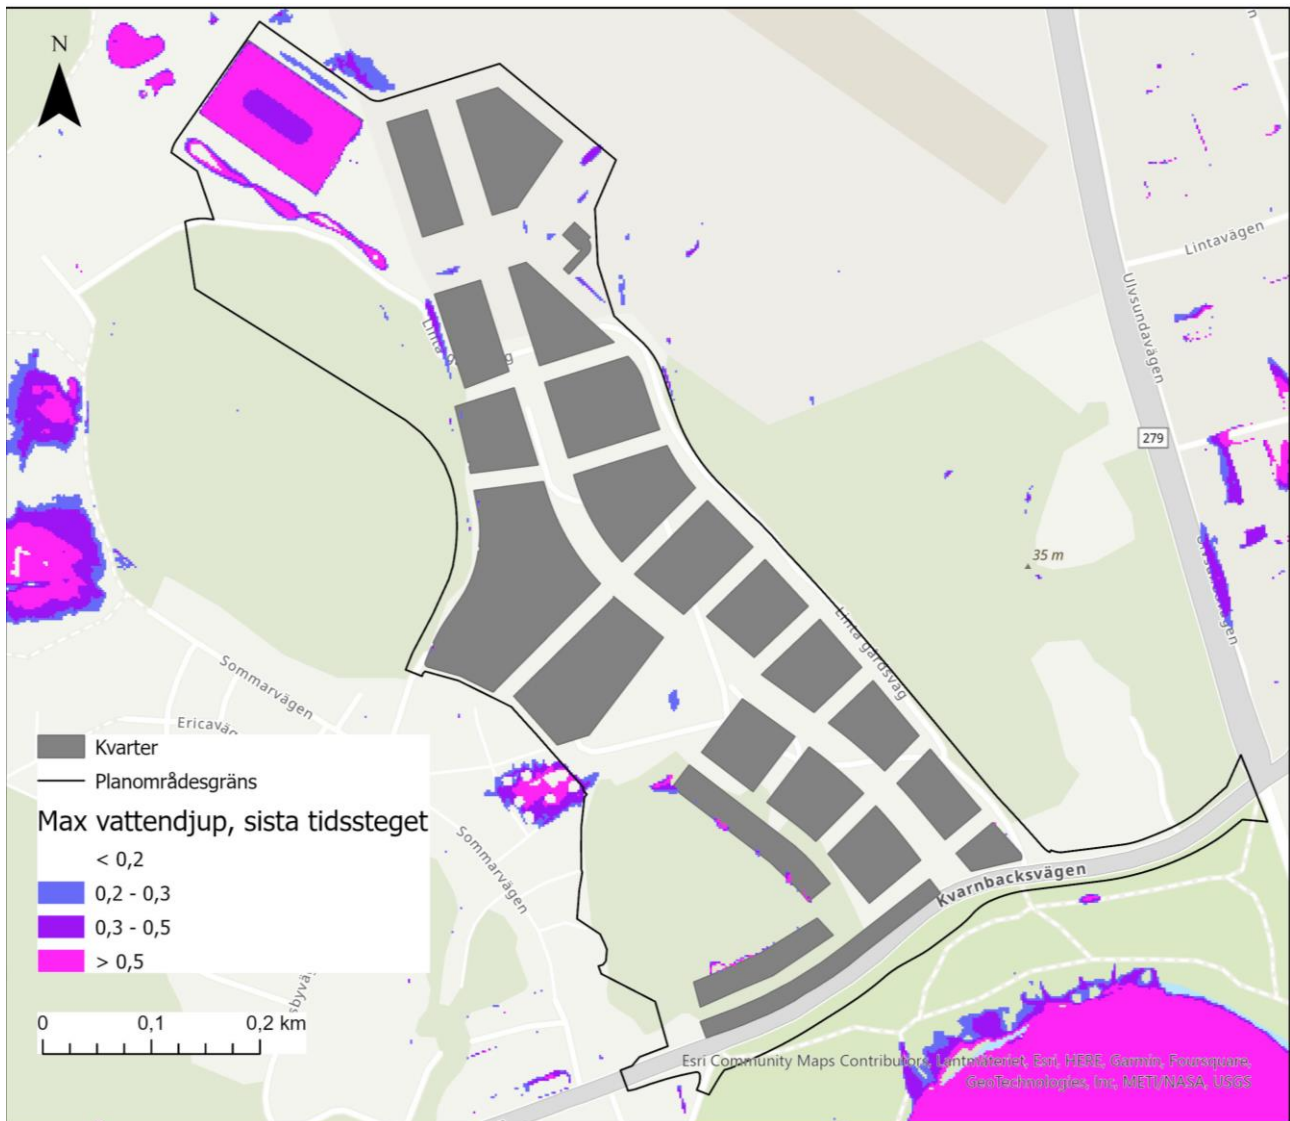 N
Lintavägen
Ulvsundavägen
279
35 m
Linta gårdsväg
Sommarvägen
Kvarter
Planområdesgräns
Max vattendjup, sista tidssteget
< 0,2
0,2 - 0,3
0,3 - 0,5
> 0,5
Sommarvägen
Kvarnbacksvägen
0 0,1 0,2 km
Esri Community Maps Contributors, Lantmäteriet, Esri, HERE, Garmin, Foursquare,
GeoTechnologies, Inc, METI/NASA, USGS